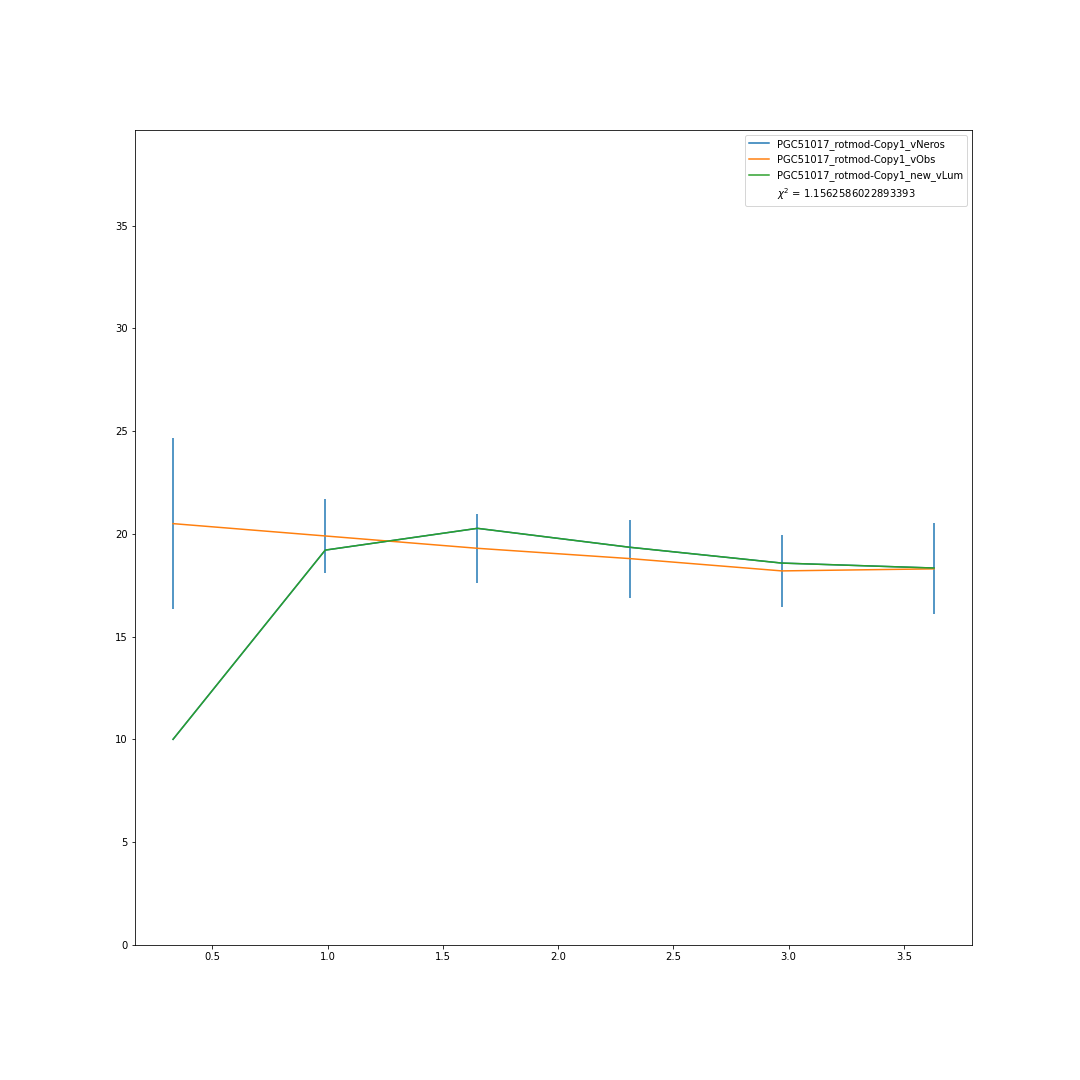 PGC51017_rotmod-Copy1_vNeros
PGC51017_rotmod-Copy1_vObs
PGC51017_rotmod-Copy1_new_vLum
χ² = 1.1562586022893393
35
30
25
20
15
10
5
0
0.5 1.0 1.5 2.0 2.5 3.0 3.5